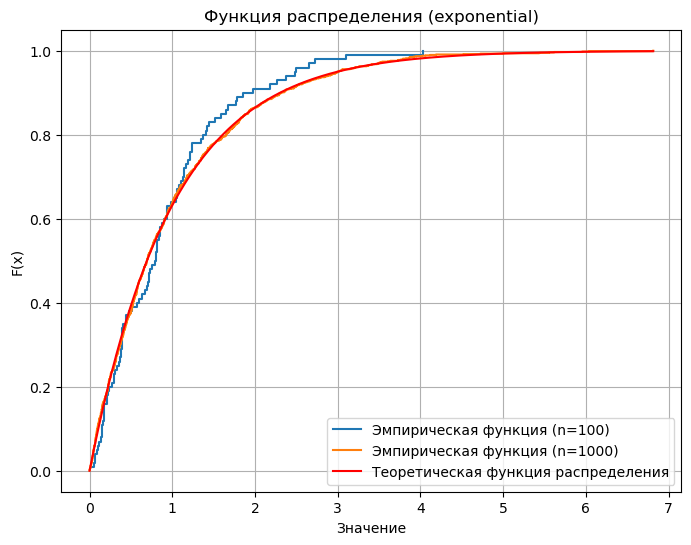 Функция распределения (exponential)
1.0
0.8
0.6
0.4
0.2
0.0
F(x)
0 1 2 3 4 5 6 7
Значение
Эмпирическая функция (n=100)
Эмпирическая функция (n=1000)
Теоретическая функция распределения